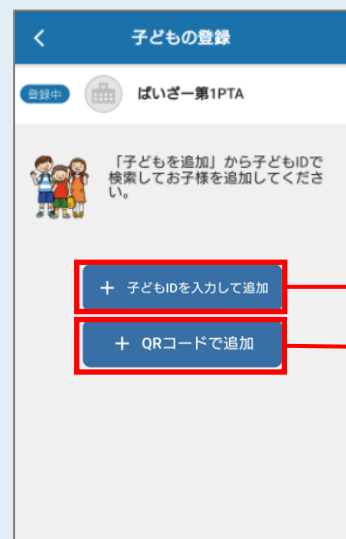 子どもの登録
登録中 ぱいざー第1PTA
「子どもを追加」から子どもIDで
検索してお子様を追加してくださ
い。
＋ 子どもIDを入力して追加
＋ QRコードで追加